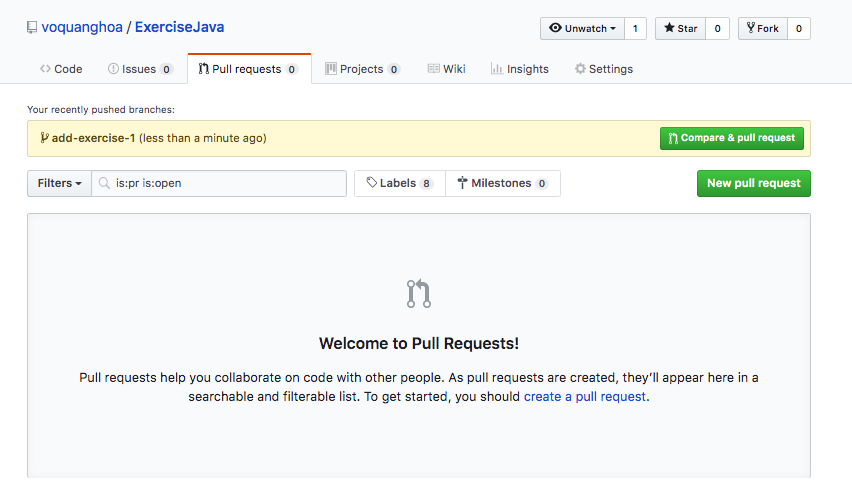 voquanghoa / ExerciseJava Unwatch 1 Star 0 Fork 0
Code Issues 0 Pull requests 0 Projects 0 Wiki Insights Settings
Your recently pushed branches:
add-exercise-1 (less than a minute ago) Compare & pull request
Filters is:pr is:open Labels 8 Milestones 0 New pull request
Welcome to Pull Requests!
Pull requests help you collaborate on code with other people. As pull requests are created, they’ll appear here in a
searchable and filterable list. To get started, you should create a pull request.